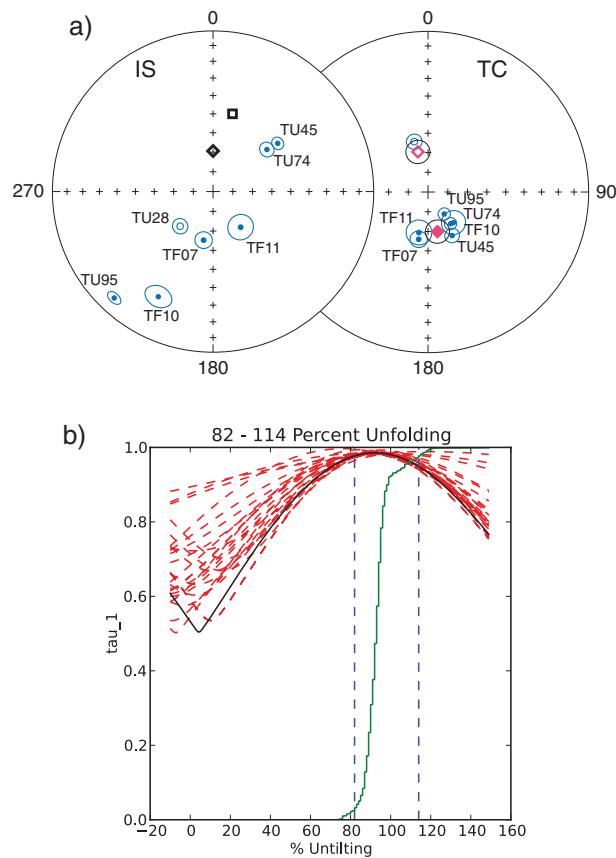 a)
0
0
IS
TC
TU45
TU74
270
90
TU28
TF07
TF11
TU95
TF10
TF11
TF07
TU95
TU74
TF10
TU45
180
180
b)
82 - 114 Percent Unfolding
1.0
0.8
0.6
0.4
0.2
0.0
tau_1
−20 0 20 40 60 80 100 120 140 160
% Untilting